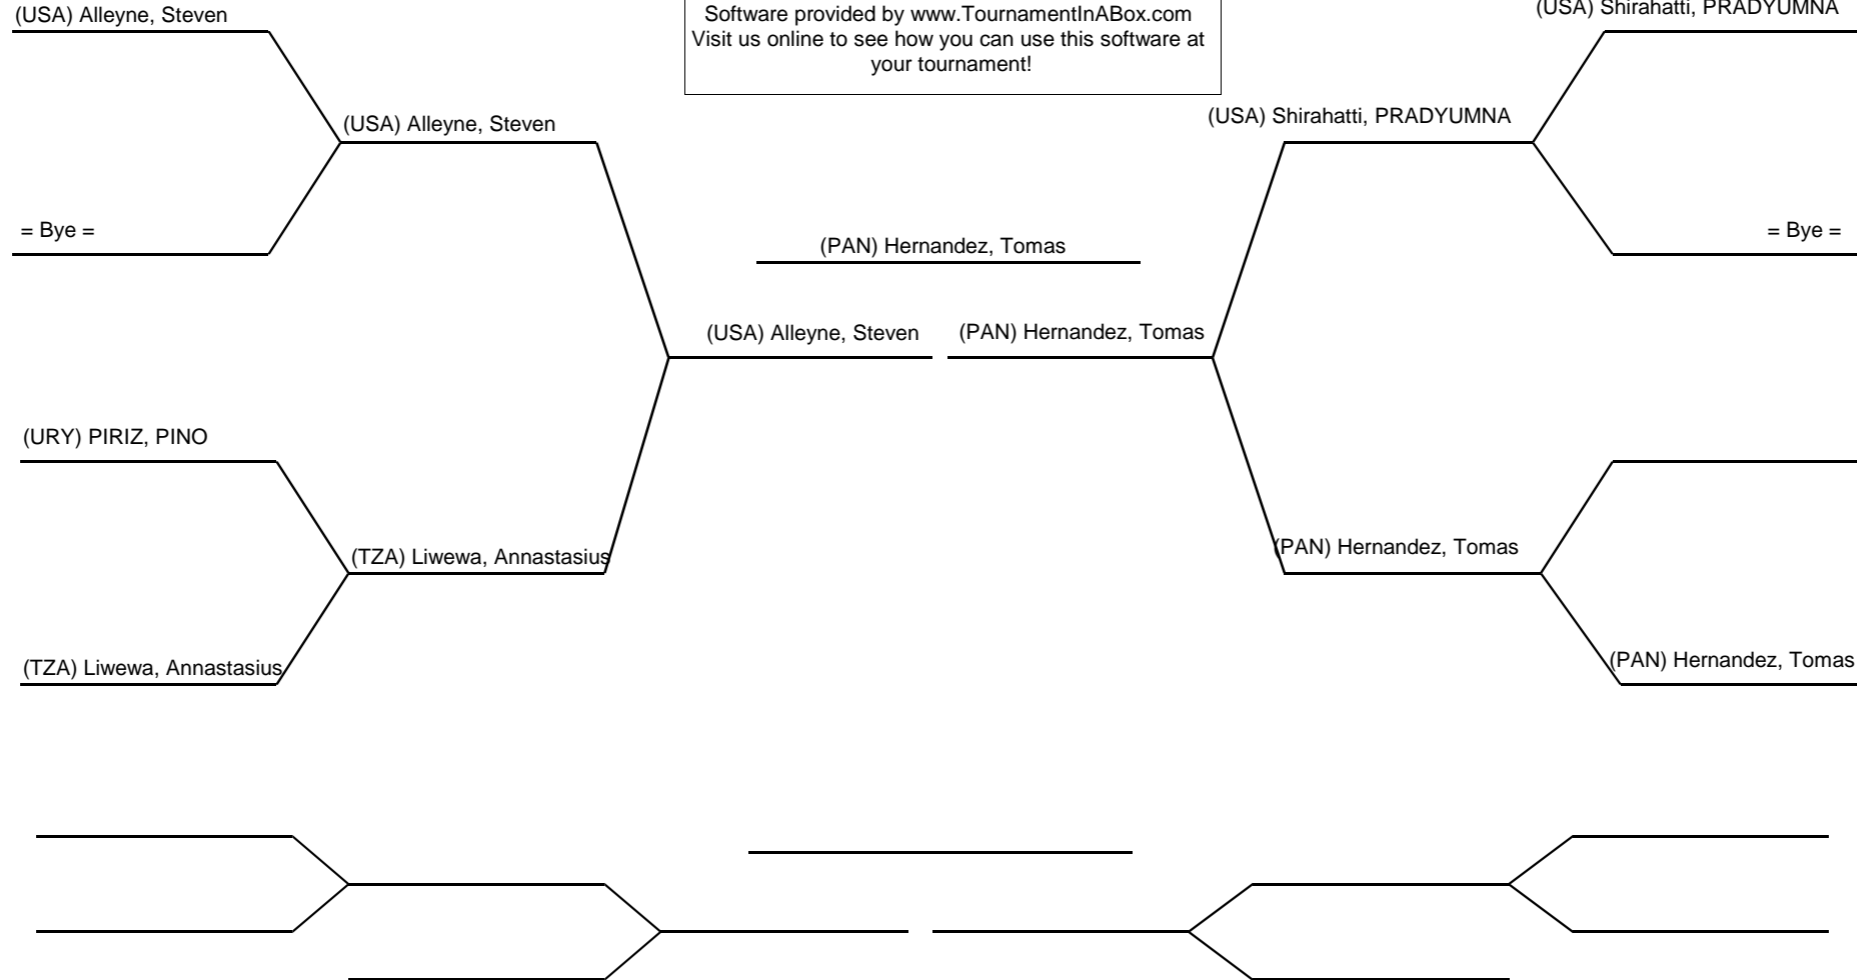 (USA) Alleyne, Steven
Software provided by www.TournamentInABox.com
Visit us online to see how you can use this software at
your tournament!
(USA) Shirahatti, PRADYUMNA
(USA) Alleyne, Steven
(USA) Shirahatti, PRADYUMNA
= Bye =
= Bye =
(PAN) Hernandez, Tomas
(USA) Alleyne, Steven
(PAN) Hernandez, Tomas
(URY) PIRIZ, PINO
(TZA) Liwewa, Annastasius
(PAN) Hernandez, Tomas
(TZA) Liwewa, Annastasius
(PAN) Hernandez, Tomas